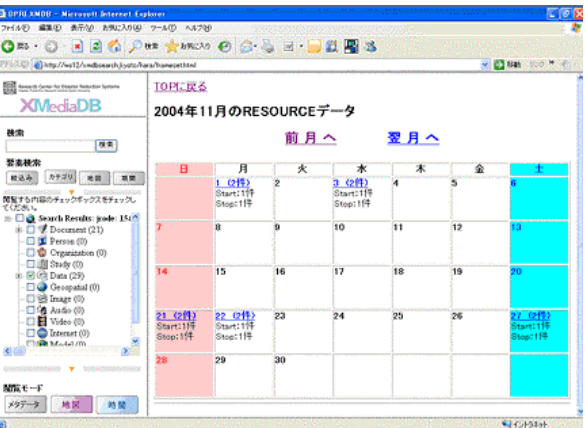 DPRI_XMDB - Microsoft Internet Explorer
ファイル(F) 編集(E) 表示(V) お気に入り(A) ツール(T) ヘルプ(H)
戻る 検索 お気に入り
http://ws12/xmdbsearch_kyoto/hara/frameset.html 移動
Research Center for Disaster Reduction Systems
XMediaDB
検索
検索
要素検索
絞込み カテゴリ 地図 期間
閲覧する内容のチェックボックスをチェックしてください。
Document (21)
Person (0)
Organization (0)
Study (0)
Data (29)
Geospatial (0)
Image (0)
Audio (0)
Video (0)
Internet (0)
Model (0)
閲覧モード
メタデータ 地図 時間
TOPに戻る
2004年11月のRESOURCEデータ
前月へ 翌月へ
日 月 火 水 木 金 土
1 (2件) 2 3 (2件) 4 5 6
Start:1件 Start:1件
Stop:1件 Stop:1件
7 8 9 10 11 12 13
14 15 16 17 18 19 20
21 (2件) 22 (2件) 23 24 25 26 27 (2件)
Start:1件 Start:1件 Start:1件
Stop:1件 Stop:1件 Stop:1件
28 29 30
イントラネット